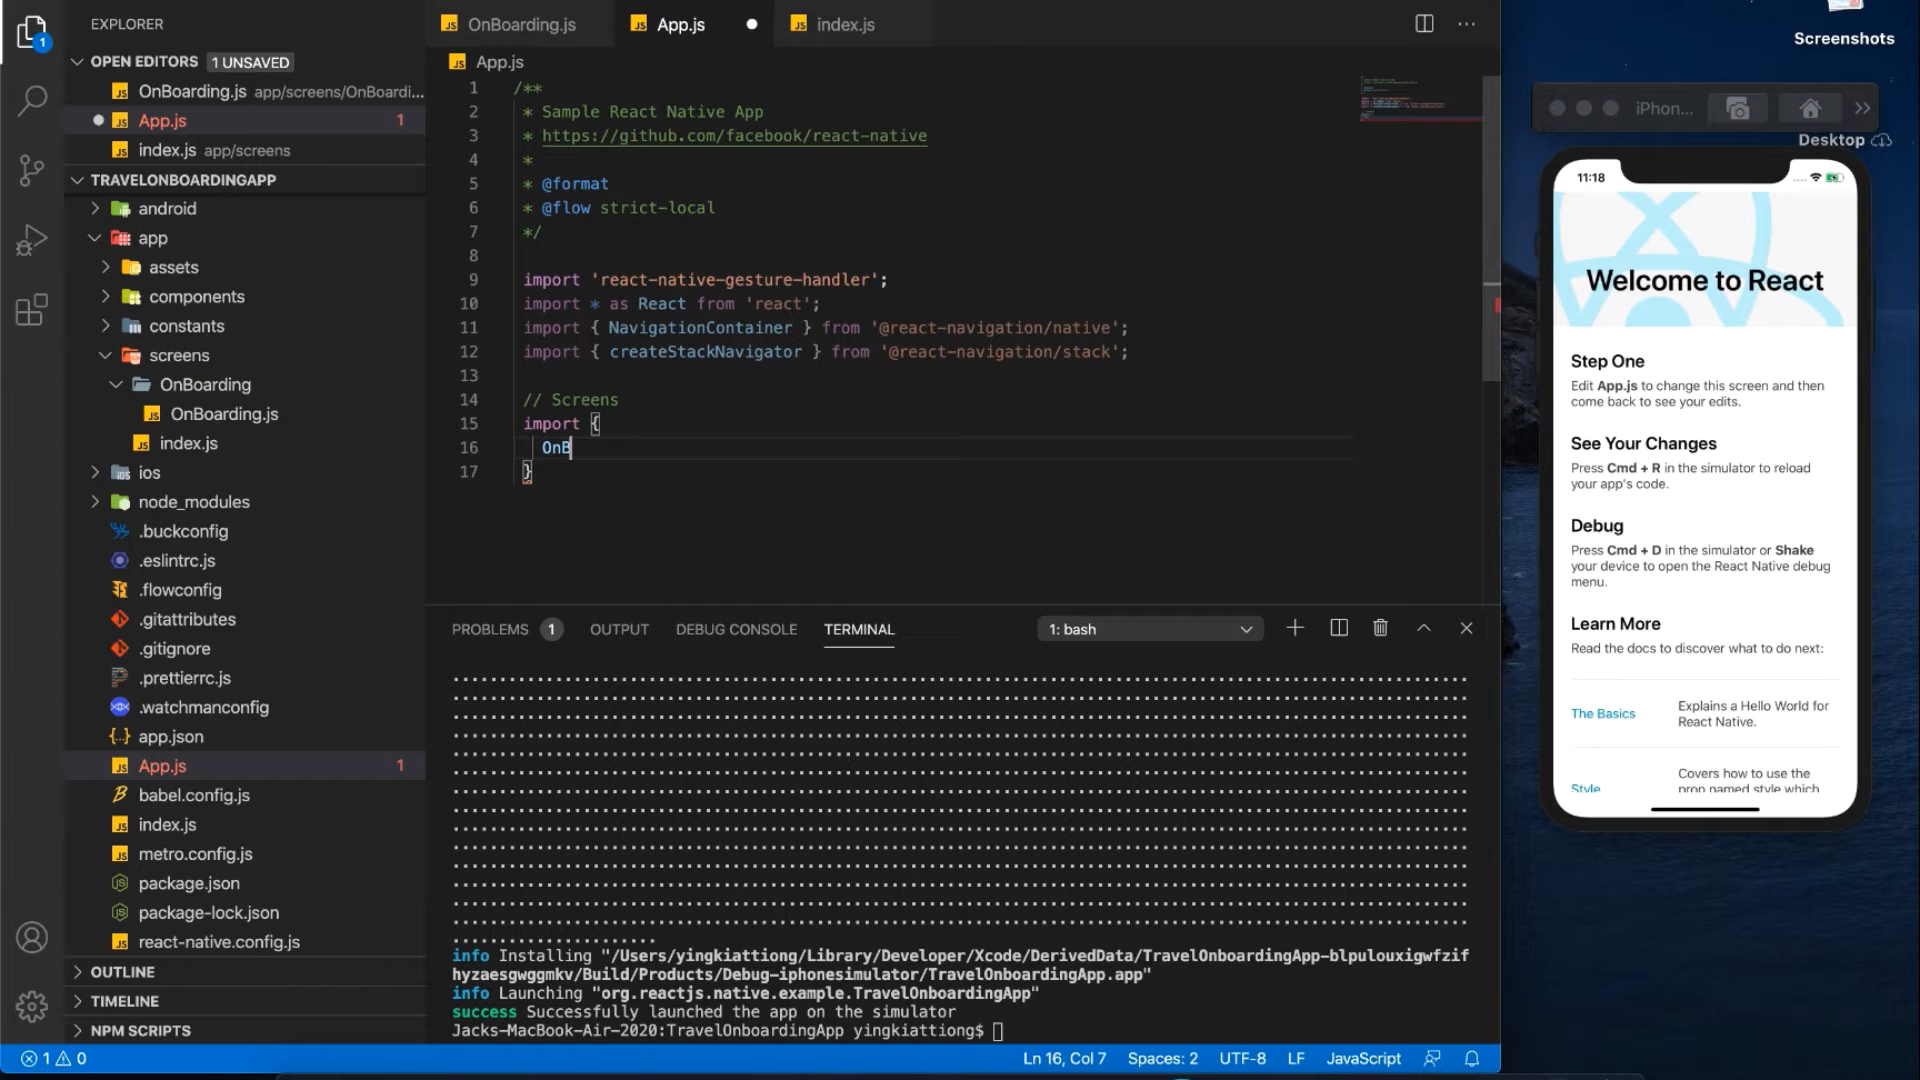 EXPLORER
OPEN EDITORS 1 UNSAVED
OnBoarding.js app/screens/OnBoardi...
App.js 1
index.js app/screens
TRAVELONBOARDINGAPP
android
app
assets
components
constants
screens
OnBoarding
OnBoarding.js
index.js
ios
node_modules
.buckconfig
.eslintrc.js
.flowconfig
.gitattributes
.gitignore
.prettierrc.js
.watchmanconfig
app.json
App.js 1
babel.config.js
index.js
metro.config.js
package.json
package-lock.json
react-native.config.js
OUTLINE
TIMELINE
NPM SCRIPTS
1
OnBoarding.js App.js index.js
App.js
1 /**
2 * Sample React Native App
3 * https://github.com/facebook/react-native
4 *
5 * @format
6 * @flow strict-local
7 */
8
9 import 'react-native-gesture-handler';
10 import * as React from 'react';
11 import { NavigationContainer } from '@react-navigation/native';
12 import { createStackNavigator } from '@react-navigation/stack';
13
14 // Screens
15 import {
16 OnB
17 }
PROBLEMS 1 OUTPUT DEBUG CONSOLE TERMINAL 1: bash
info Installing "/Users/yingkiattiong/Library/Developer/Xcode/DerivedData/TravelOnboardingApp-blpulouxigwfzif
hyzaesgwggmkv/Build/Products/Debug-iphonesimulator/TravelOnboardingApp.app"
info Launching "org.reactjs.native.example.TravelOnboardingApp"
success Successfully launched the app on the simulator
Jacks-MacBook-Air-2020:TravelOnboardingApp yingkiattiong$
1 0
Ln 16, Col 7 Spaces: 2 UTF-8 LF JavaScript
Screenshots
iPhon...
Desktop
11:18
Welcome to React
Step One
Edit App.js to change this screen and then
come back to see your edits.
See Your Changes
Press Cmd + R in the simulator to reload
your app's code.
Debug
Press Cmd + D in the simulator or Shake
your device to open the React Native debug
menu.
Learn More
Read the docs to discover what to do next:
The Basics
Explains a Hello World for
React Native.
Style
Covers how to use the
prop named style which